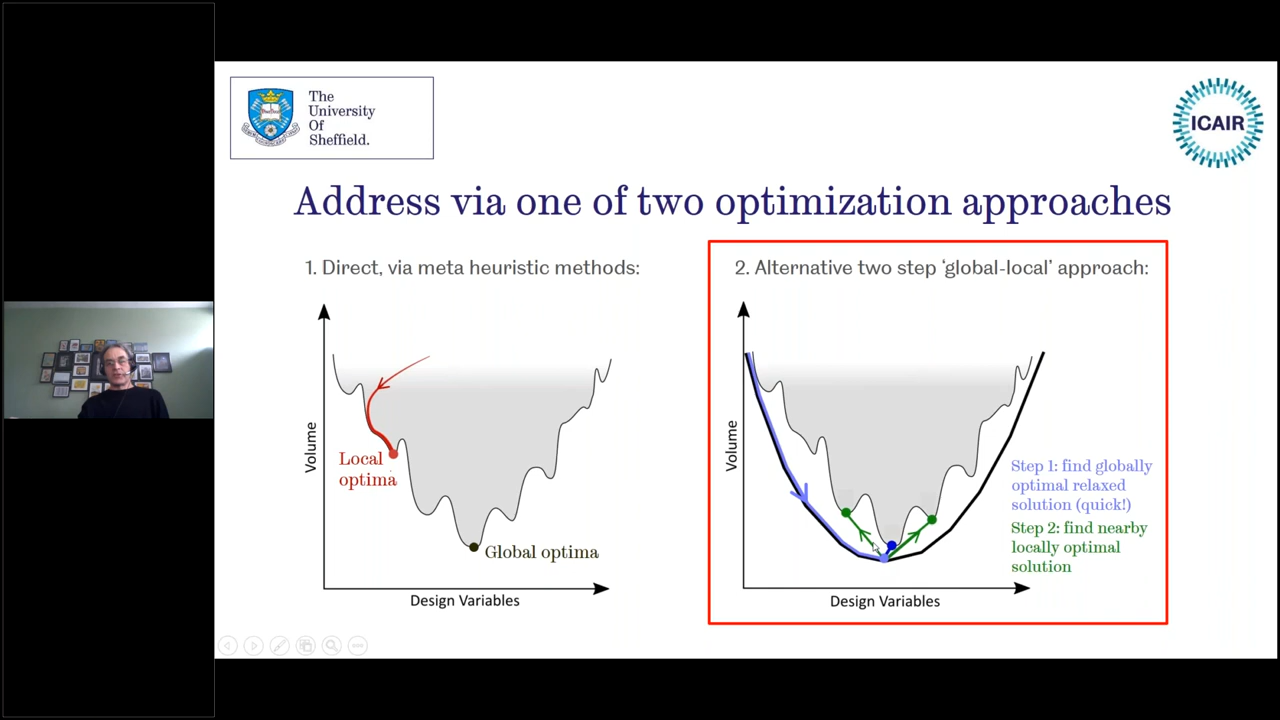 The
University
Of
Sheffield.
ICAIR
Address via one of two optimization approaches
1. Direct, via meta heuristic methods:
Volume
Local
optima
Global optima
Design Variables
2. Alternative two step ‘global-local’ approach:
Volume
Step 1: find globally
optimal relaxed
solution (quick!)
Step 2: find nearby
locally optimal
solution
Design Variables